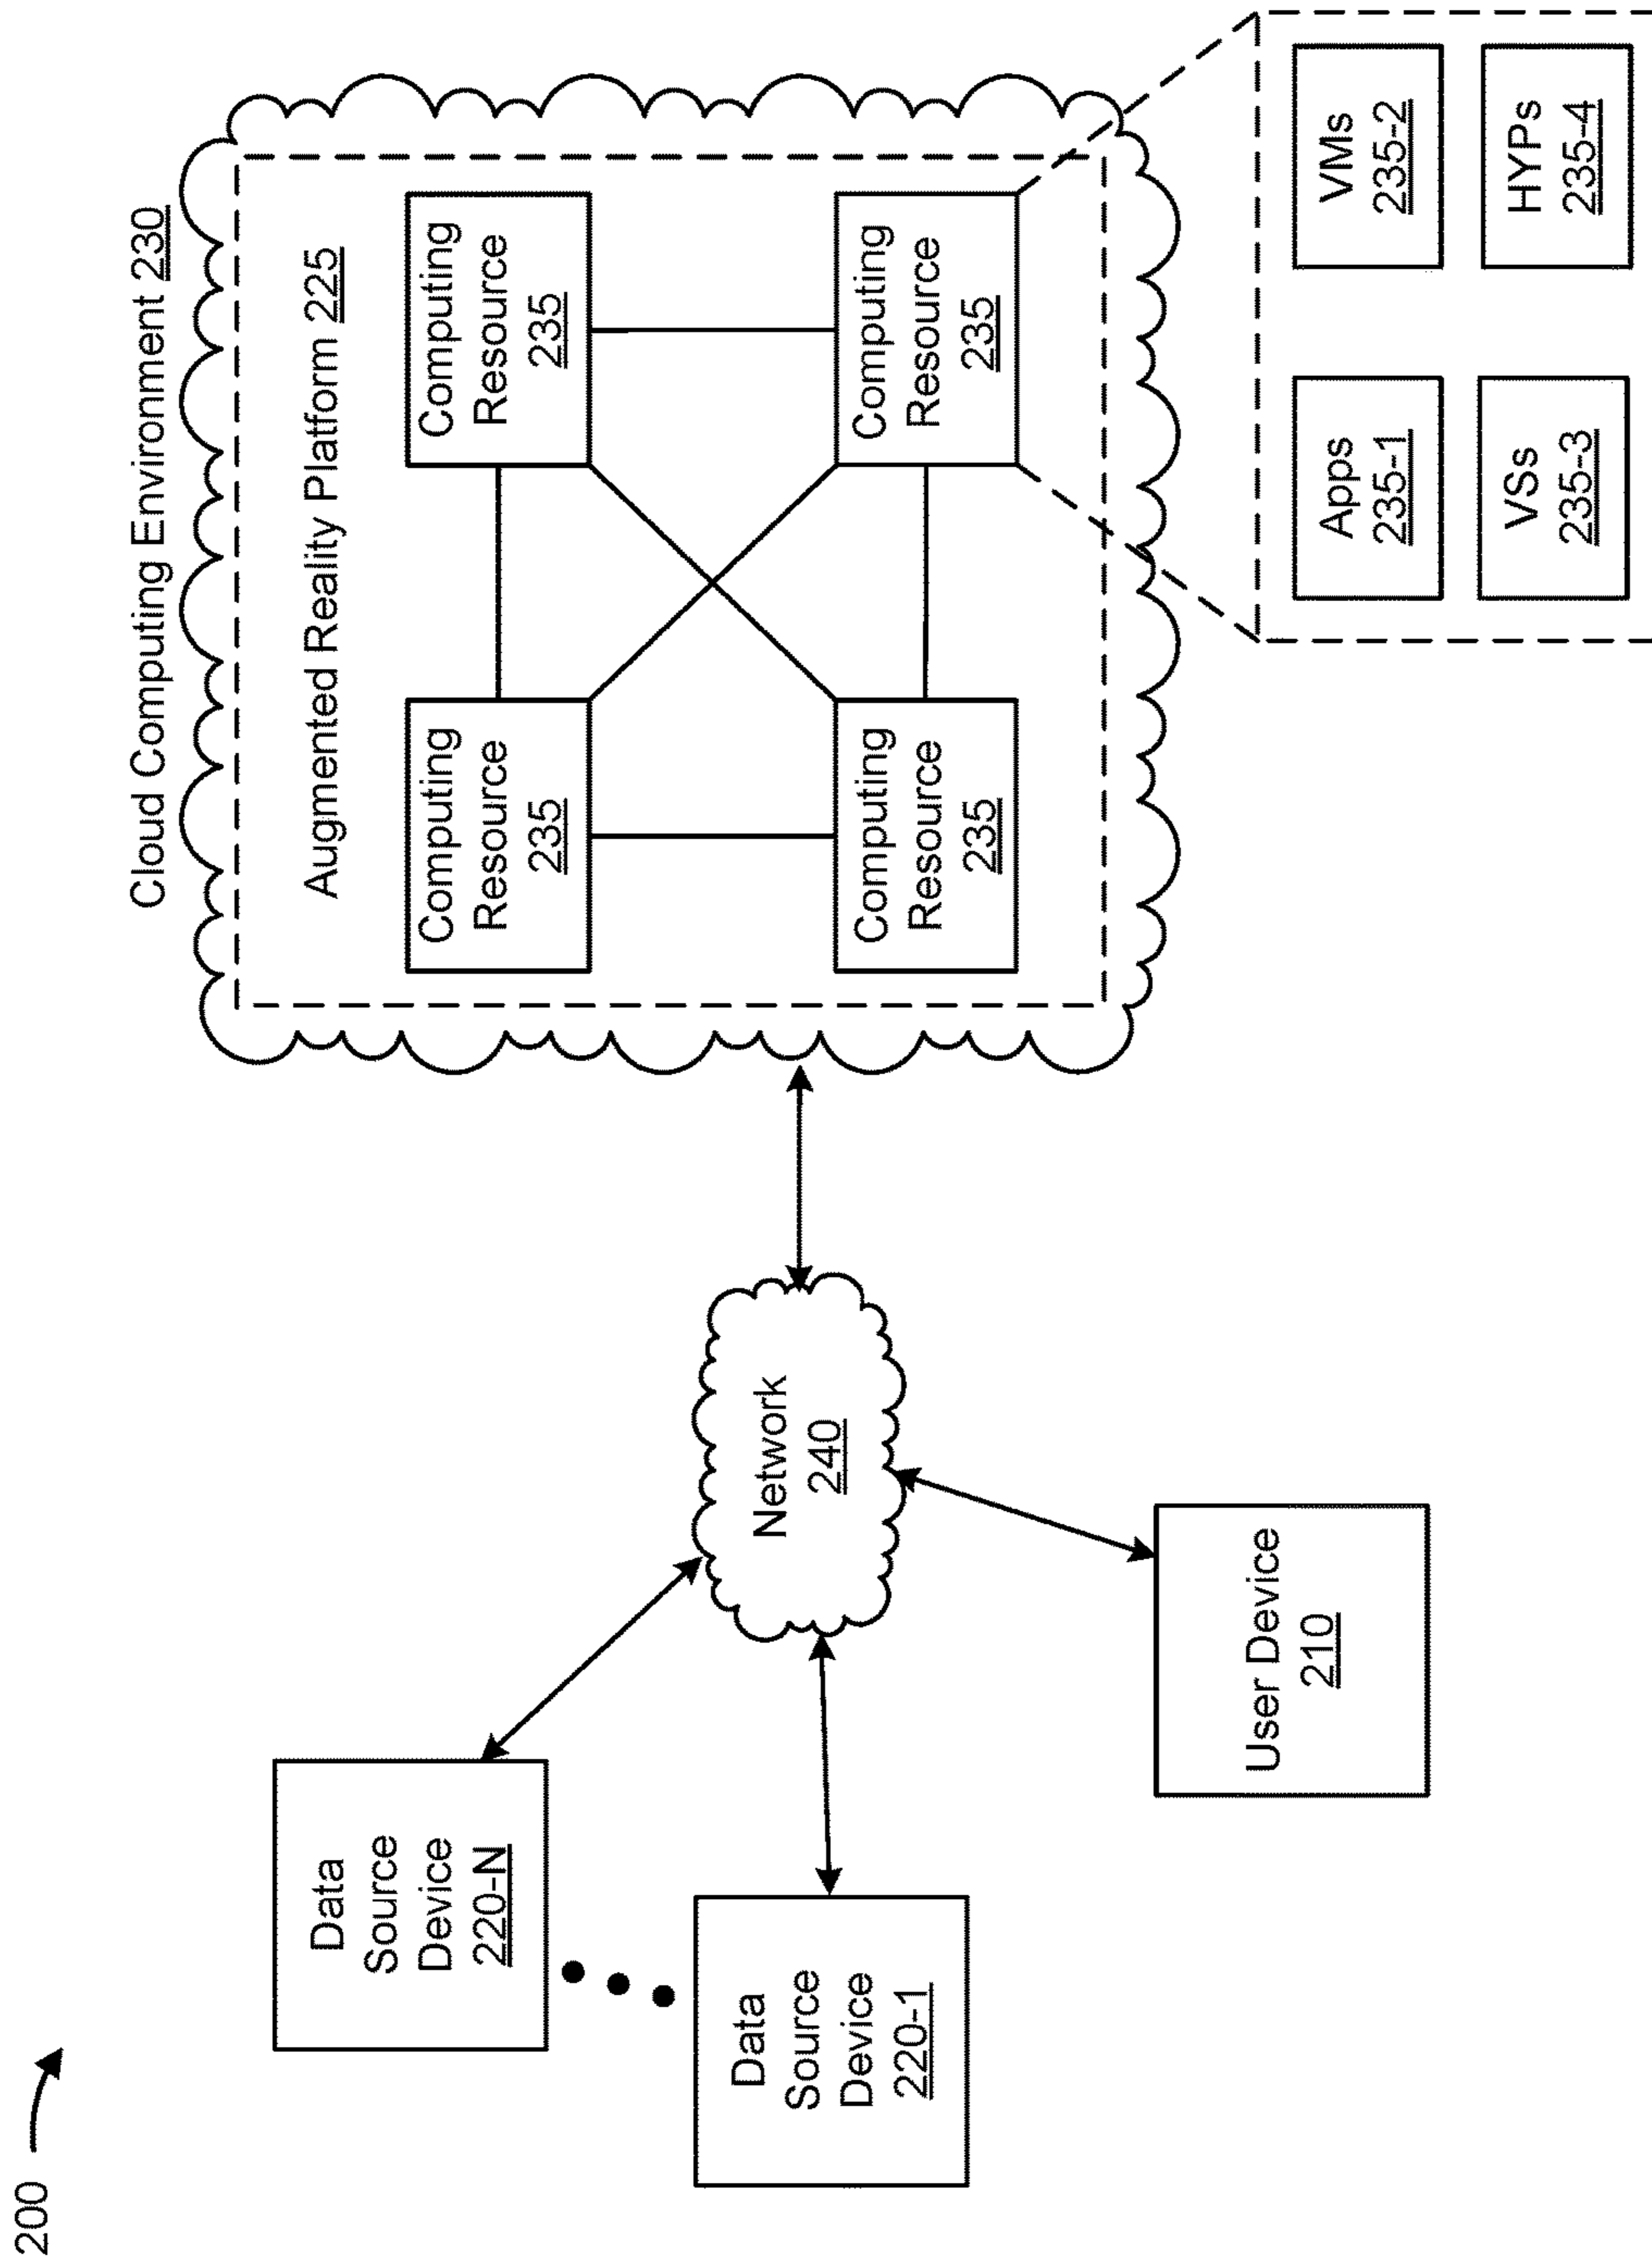 200
Cloud Computing Environment 230
Augmented Reality Platform 225
Computing
Resource
235
Computing
Resource
235
Computing
Resource
235
Computing
Resource
235
Apps
235-1
VMs
235-2
VSs
235-3
HYPs
235-4
Network
240
Data
Source
Device
220-N
Data
Source
Device
220-1
User Device
210